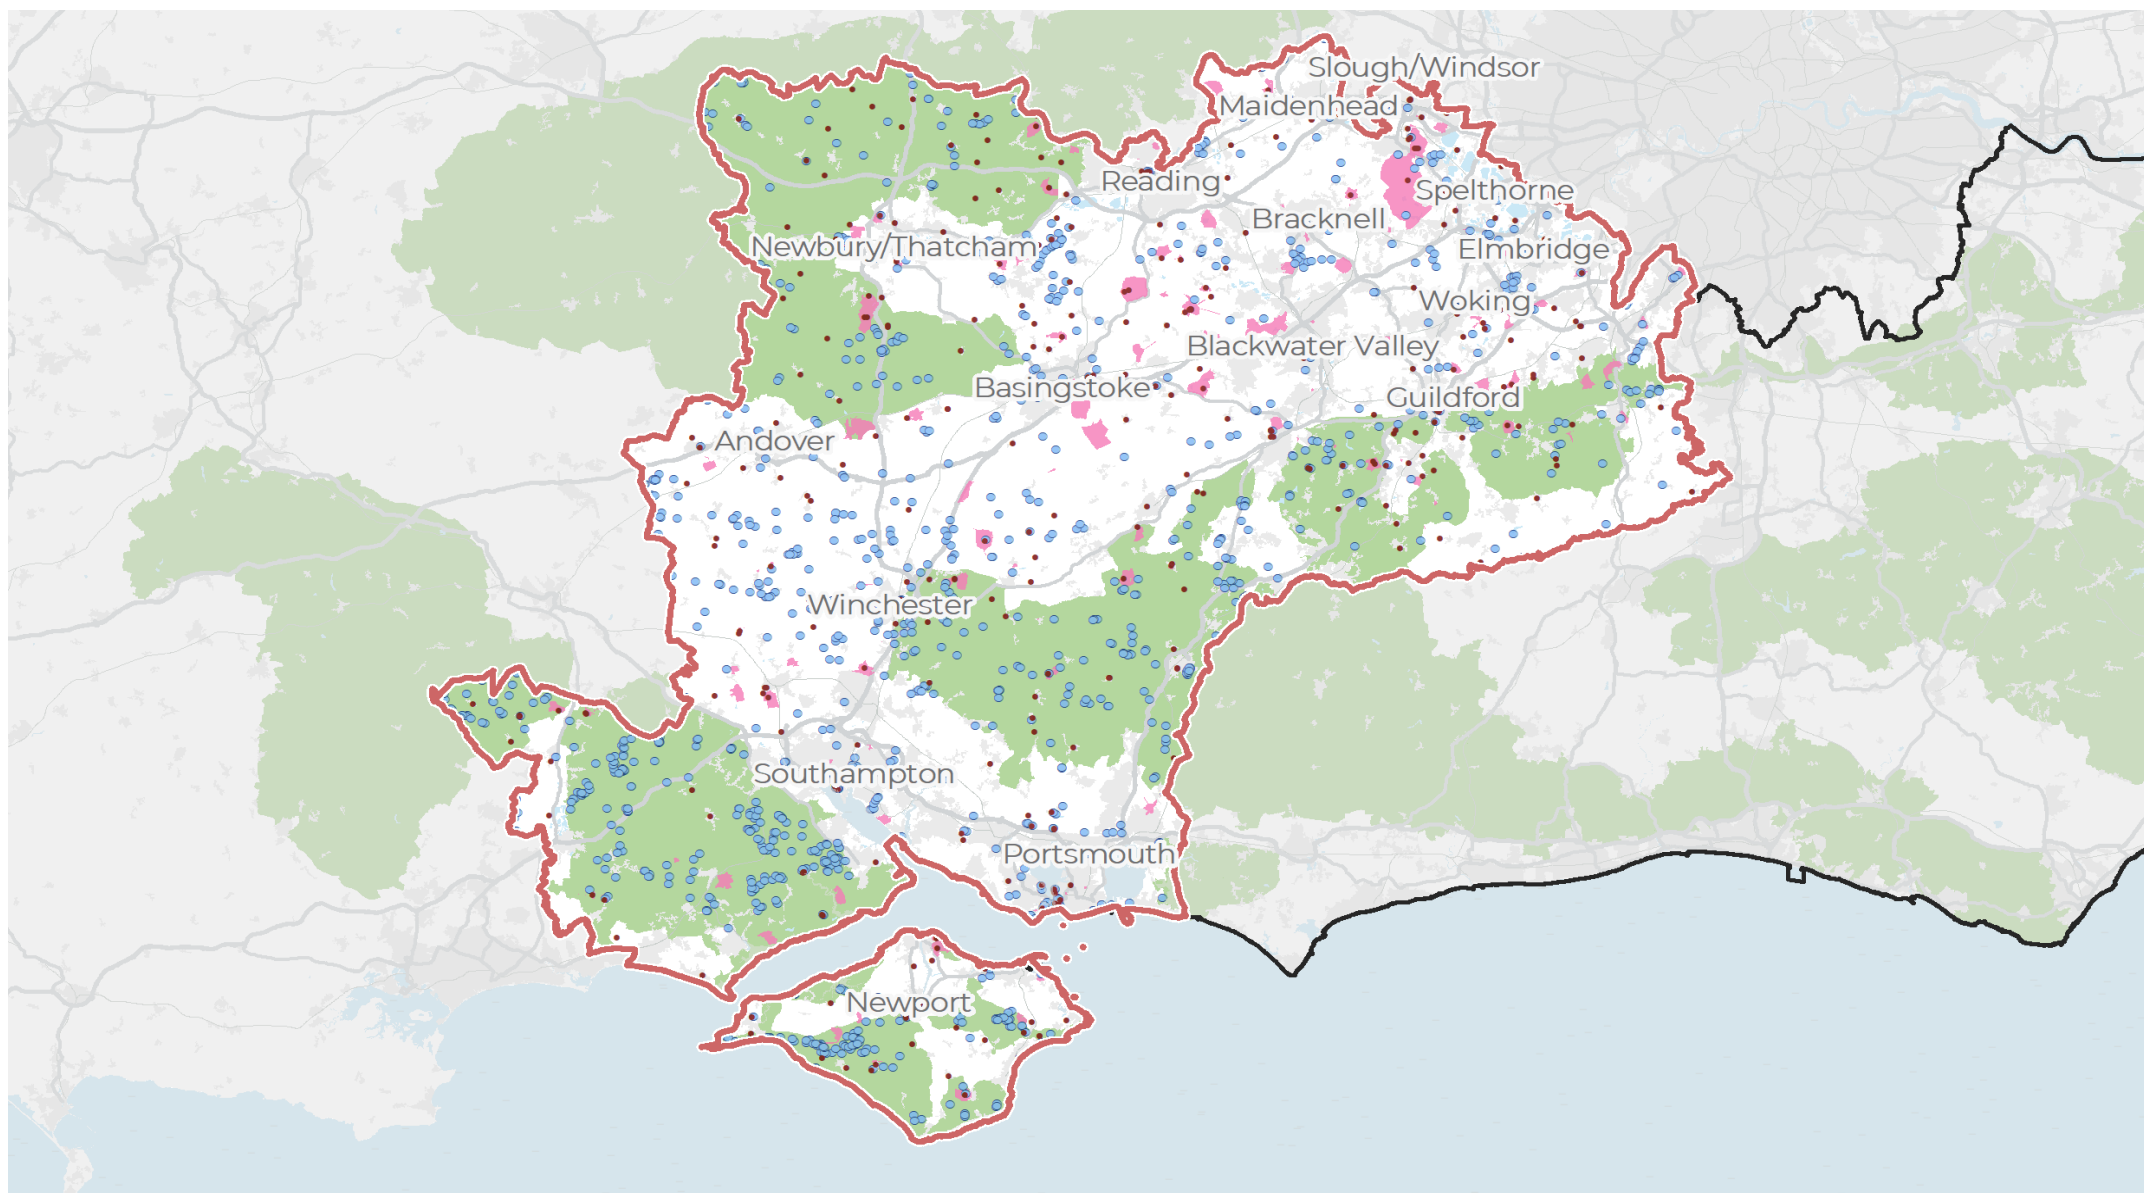 Slough/Windsor
Maidenhead
Reading
Spelthorne
Bracknell
Newbury/Thatcham
Elmbridge
Woking
Blackwater Valley
Basingstoke
Guildford
Andover
Winchester
Southampton
Portsmouth
Newport